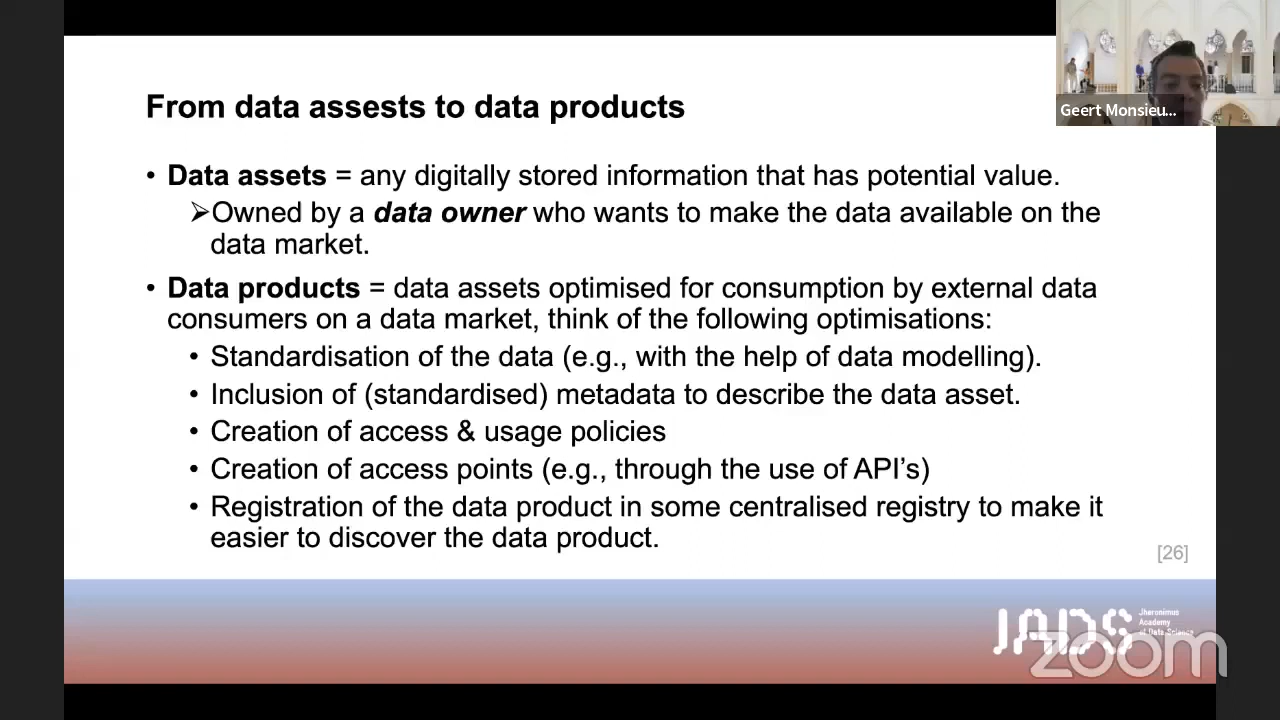 From data assests to data products
Geert Monsieu...
• Data assets = any digitally stored information that has potential value.
➢Owned by a data owner who wants to make the data available on the
data market.
• Data products = data assets optimised for consumption by external data
consumers on a data market, think of the following optimisations:
• Standardisation of the data (e.g., with the help of data modelling).
• Inclusion of (standardised) metadata to describe the data asset.
• Creation of access & usage policies
• Creation of access points (e.g., through the use of API’s)
• Registration of the data product in some centralised registry to make it
easier to discover the data product.
[26]
JADS
Jheronimus
Academy
of Data Science
zoom